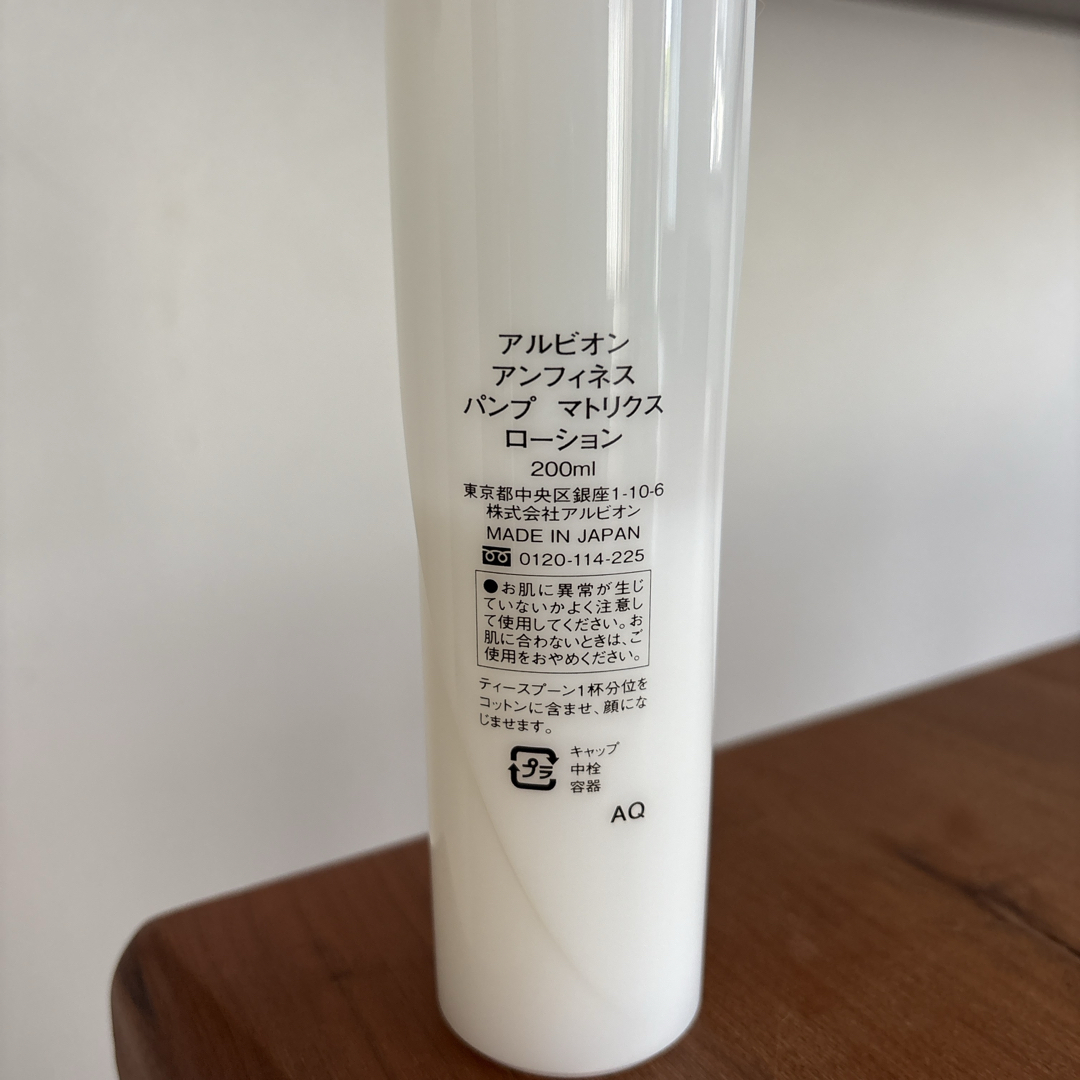 アルビオン
アンフィネス
パンプ マトリクス
ローション
200ml
東京都中央区銀座1-10-6
株式会社アルビオン
MADE IN JAPAN
0120-114-225
●お肌に異常が生じ
ていないかよく注意し
て使用してください。お
肌に合わないときは、ご
使用をおやめください。
ティースプーン1杯分位を
コットンに含ませ、顔にな
じませます。
プラ
キャップ
中栓
容器
AQ